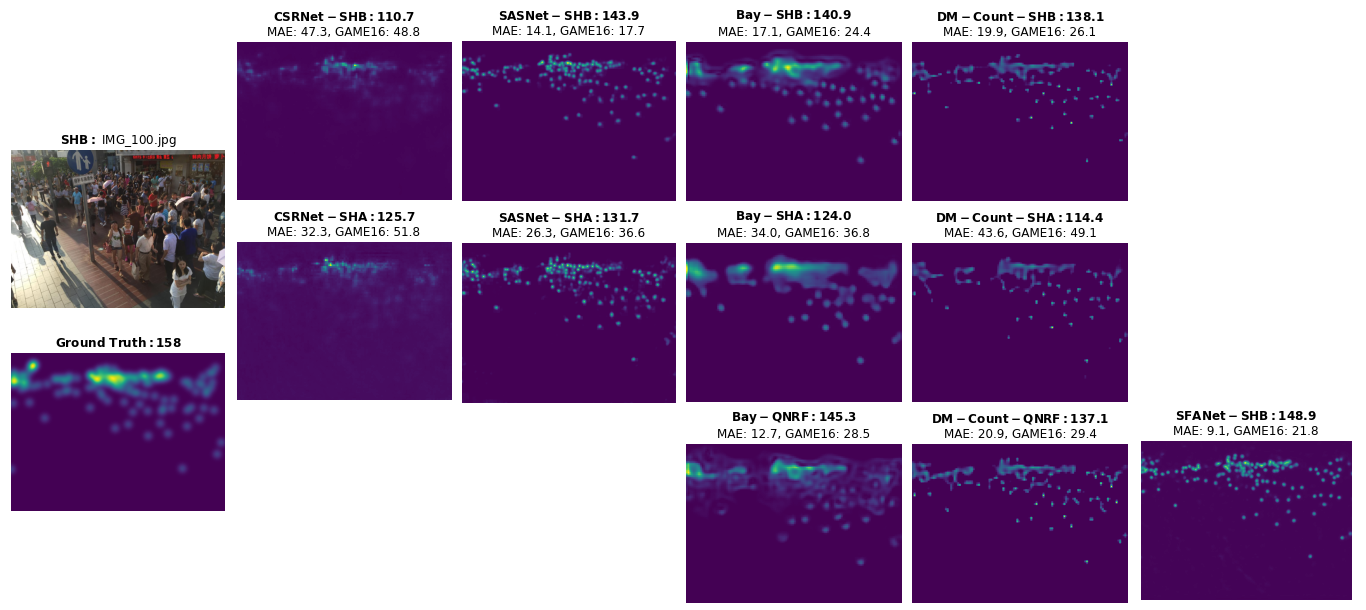 CSRNet − SHB : 110.7
MAE: 47.3, GAME16: 48.8
SASNet − SHB : 143.9
MAE: 14.1, GAME16: 17.7
Bay − SHB : 140.9
MAE: 17.1, GAME16: 24.4
DM − Count − SHB : 138.1
MAE: 19.9, GAME16: 26.1
SHB : IMG_100.jpg
CSRNet − SHA : 125.7
MAE: 32.3, GAME16: 51.8
SASNet − SHA : 131.7
MAE: 26.3, GAME16: 36.6
Bay − SHA : 124.0
MAE: 34.0, GAME16: 36.8
DM − Count − SHA : 114.4
MAE: 43.6, GAME16: 49.1
Ground Truth : 158
Bay − QNRF : 145.3
MAE: 12.7, GAME16: 28.5
DM − Count − QNRF : 137.1
MAE: 20.9, GAME16: 29.4
SFANet − SHB : 148.9
MAE: 9.1, GAME16: 21.8